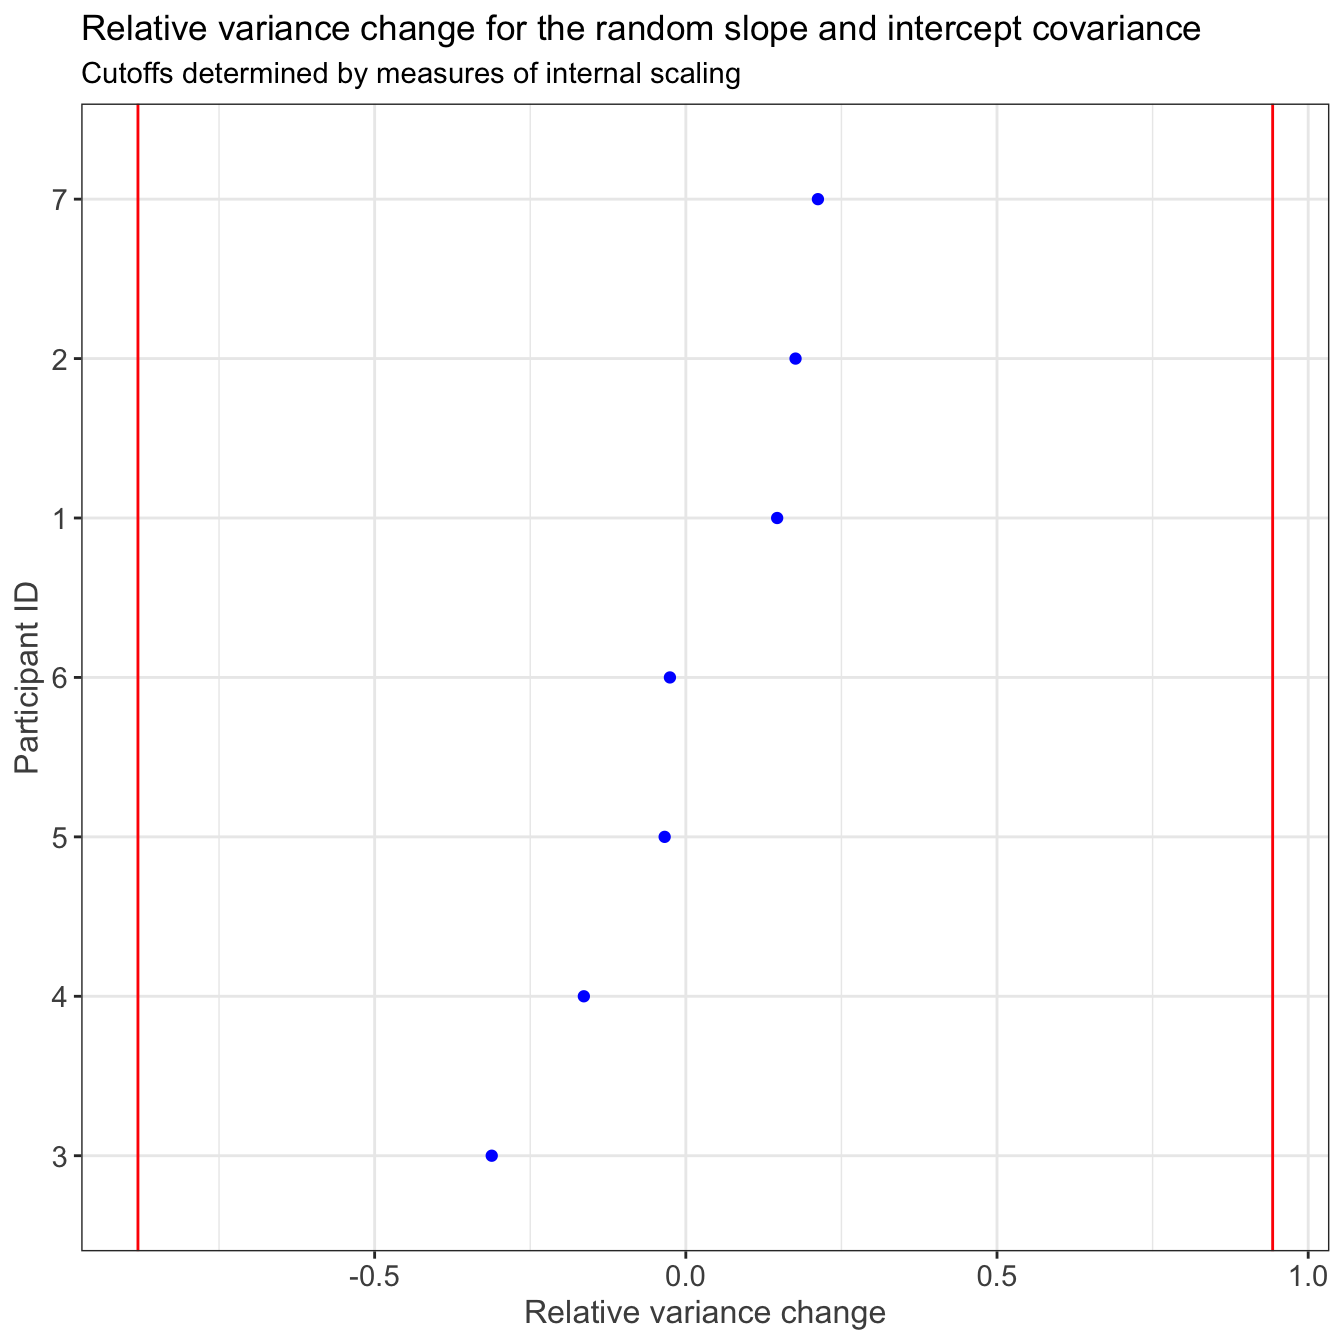 Relative variance change for the random slope and intercept covariance
Cutoffs determined by measures of internal scaling
Participant ID
7
2
1
6
5
4
3
-0.5
0.0
0.5
1.0
Relative variance change